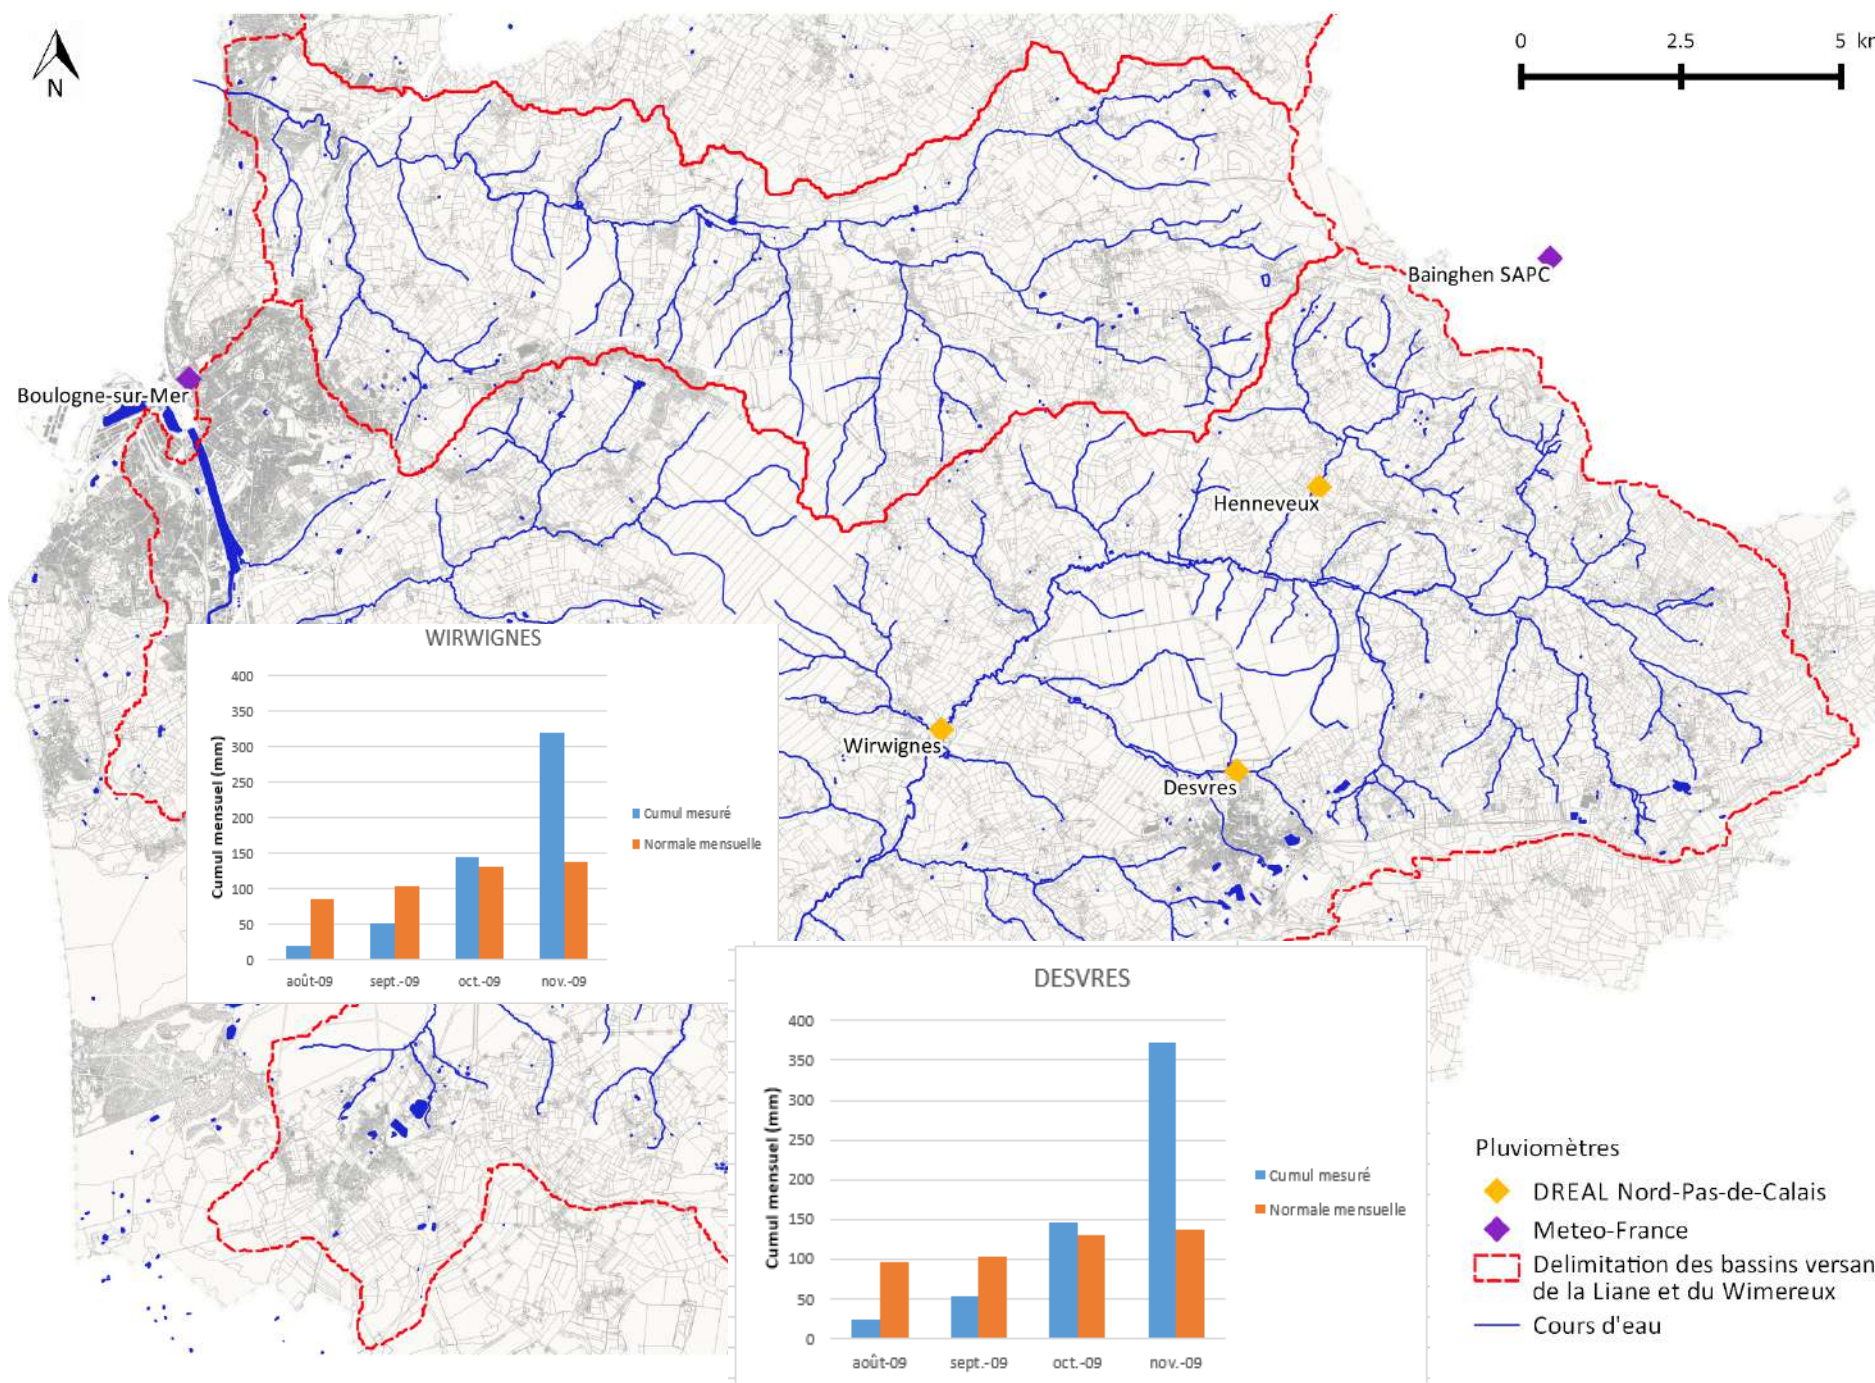 N
0 2.5 5 km
Bainghen SAPC
Boulogne-sur-Mer
Henneveux
Wirwignes
Desvres
WIRWIGNES
Cumul mensuel (mm)
400
350
300
250
200
150
100
50
0
août-09 sept.-09 oct.-09 nov.-09
Cumul mesuré
Normale mensuelle
DESVRES
Cumul mensuel (mm)
400
350
300
250
200
150
100
50
0
août-09 sept.-09 oct.-09 nov.-09
Cumul mesuré
Normale mensuelle
Pluviomètres
DREAL Nord-Pas-de-Calais
Meteo-France
Delimitation des bassins versan
de la Liane et du Wimereux
Cours d'eau